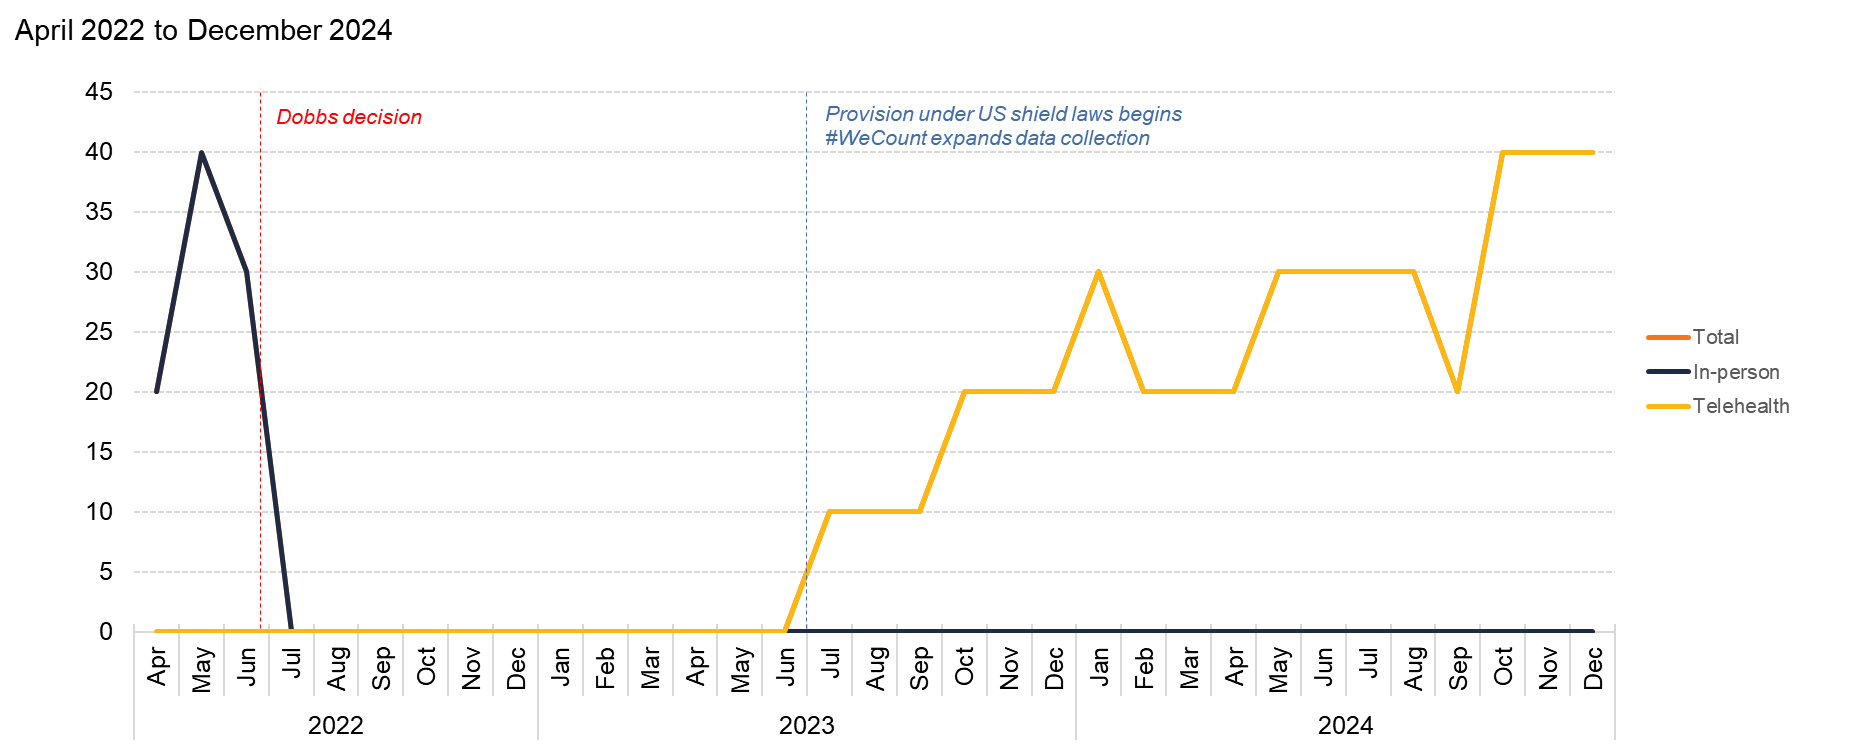 April 2022 to December 2024
45
Dobbs decision
Provision under US shield laws begins
#WeCount expands data collection
40
35
30
25
20
15
10
5
0
Total
In-person
Telehealth
Apr May Jun Jul Aug Sep Oct Nov Dec Jan Feb Mar Apr May Jun Jul Aug Sep Oct Nov Dec Jan Feb Mar Apr May Jun Jul Aug Sep Oct Nov Dec
2022 2023 2024